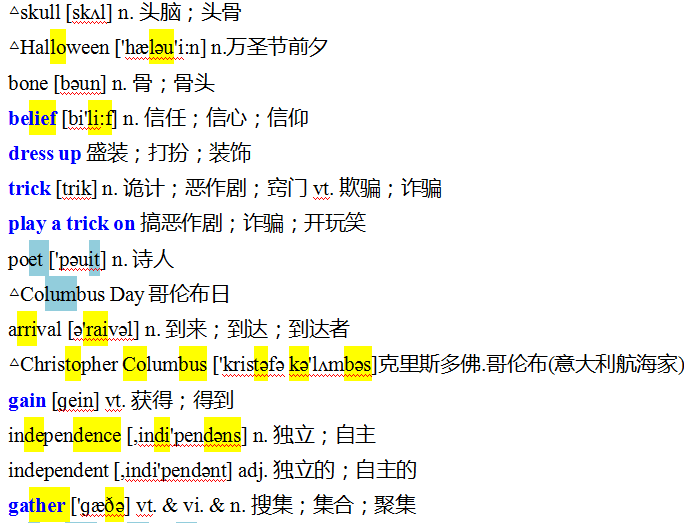 △skull [skʌl] n. 头脑；头骨
△Halloween ['hæləu'i:n] n.万圣节前夕
bone [bəun] n. 骨；骨头
belief [bi'li:f] n. 信任；信心；信仰
dress up 盛装；打扮；装饰
trick [trik] n. 诡计；恶作剧；窍门 vt. 欺骗；诈骗
play a trick on 搞恶作剧；诈骗；开玩笑
poet ['pəuit] n. 诗人
△Columbus Day 哥伦布日
arrival [ə'raivəl] n. 到来；到达；到达者
△Christopher Columbus ['kristəfə kə'lʌmbəs]克里斯多佛.哥伦布(意大利航海家)
gain [ɡein] vt. 获得；得到
independence [,indi'pendəns] n. 独立；自主
independent [,indi'pendənt] adj. 独立的；自主的
gather ['ɡæðə] vt. & vi. & n. 搜集；集合；聚集